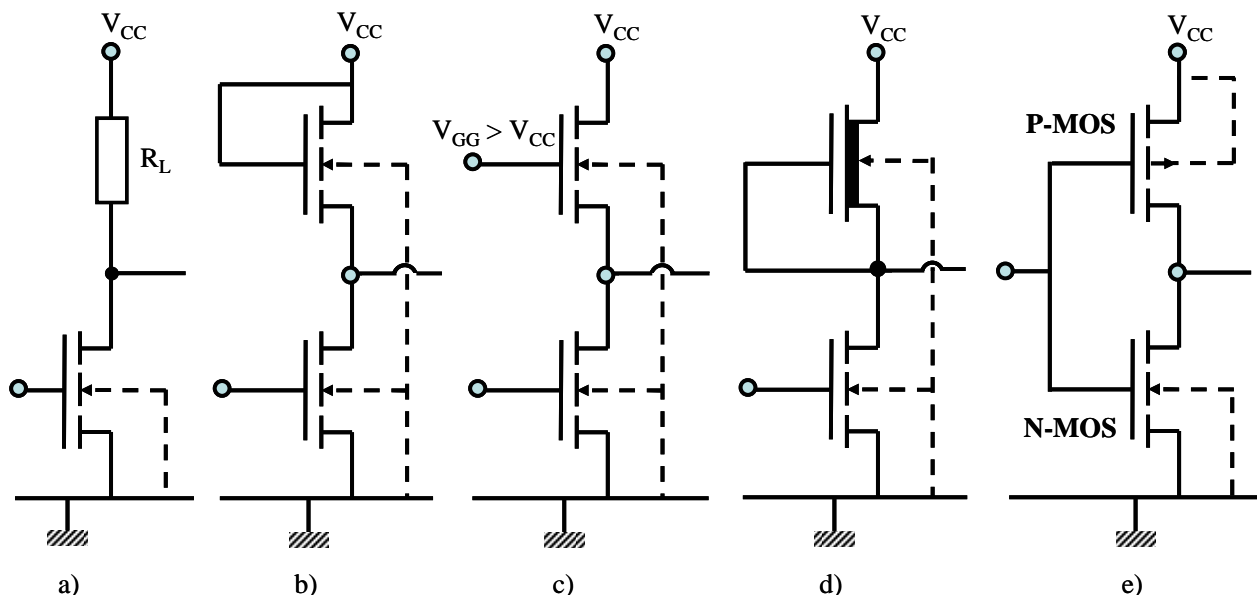 V_CC
V_CC
V_CC
V_CC
V_CC
R_L
V_GG > V_CC
P-MOS
N-MOS
a)
b)
c)
d)
e)